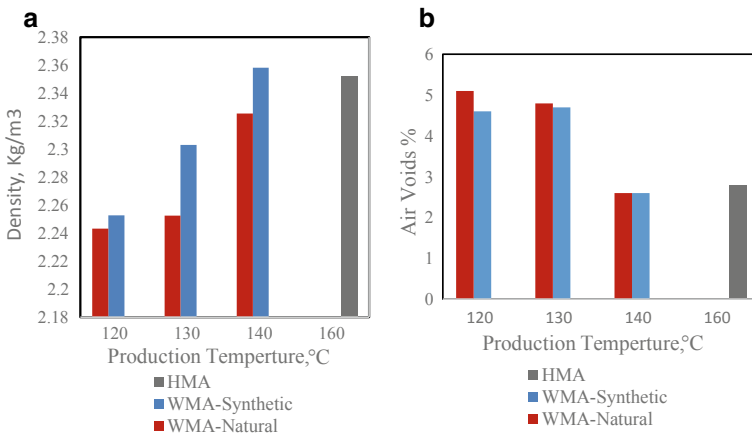 a
2.38
2.36
2.34
2.32
2.3
2.28
2.26
2.24
2.22
2.2
2.18
Density, Kg/m3
120 130 140 160
Production Temperture,°C
HMA
WMA-Synthetic
WMA-Natural
b
6
5
4
3
2
1
0
Air Voids %
120 130 140 160
Production Temperture,°C
HMA
WMA-Synthetic
WMA-Natural